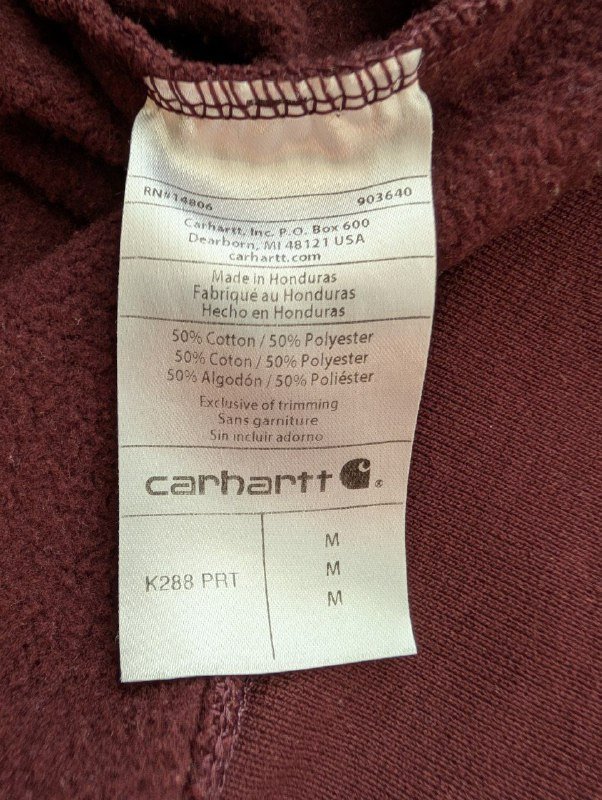 RN#14806 903640
Carhartt, Inc. P.O. Box 600
Dearborn, MI 48121 USA
carhartt.com
Made in Honduras
Fabriqué au Honduras
Hecho en Honduras
50% Cotton / 50% Polyester
50% Coton / 50% Polyester
50% Algodón / 50% Poliéster
Exclusive of trimming
Sans garniture
Sin incluir adorno
carhartt ®
K288 PRT
M
M
M